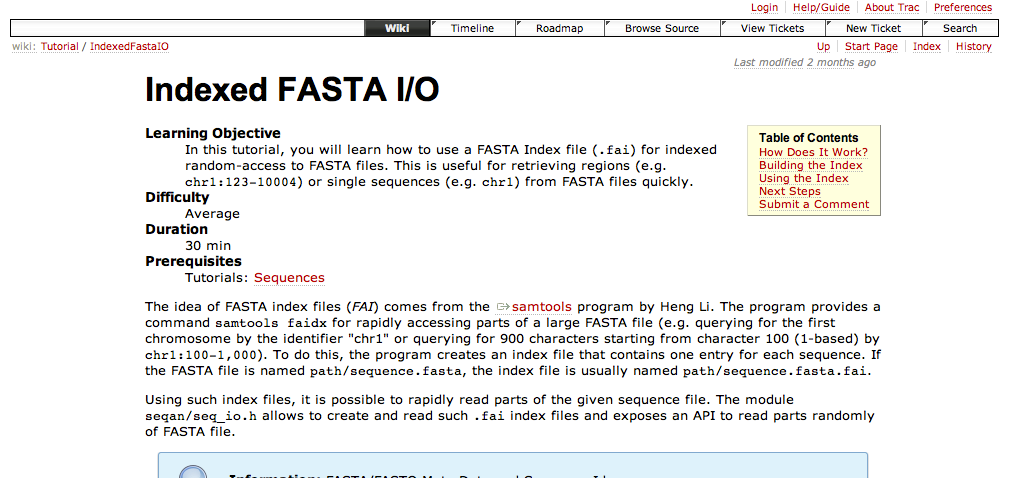 Login Help/Guide About Trac Preferences
Wiki Timeline Roadmap Browse Source View Tickets New Ticket Search
wiki: Tutorial / IndexedFastaIO Up Start Page Index History
Last modified 2 months ago
Indexed FASTA I/O
Learning Objective
In this tutorial, you will learn how to use a FASTA Index file (.fai) for indexed
random-access to FASTA files. This is useful for retrieving regions (e.g.
chr1:123-10004) or single sequences (e.g. chr1) from FASTA files quickly.
Difficulty
Average
Duration
30 min
Prerequisites
Tutorials: Sequences
Table of Contents
How Does It Work?
Building the Index
Using the Index
Next Steps
Submit a Comment
The idea of FASTA index files (FAI) comes from the samtools program by Heng Li. The program provides a
command samtools faidx for rapidly accessing parts of a large FASTA file (e.g. querying for the first
chromosome by the identifier "chr1" or querying for 900 characters starting from character 100 (1-based) by
chr1:100-1,000). To do this, the program creates an index file that contains one entry for each sequence. If
the FASTA file is named path/sequence.fasta, the index file is usually named path/sequence.fasta.fai.
Using such index files, it is possible to rapidly read parts of the given sequence file. The module
seqan/seq_io.h allows to create and read such .fai index files and exposes an API to read parts randomly
of FASTA file.